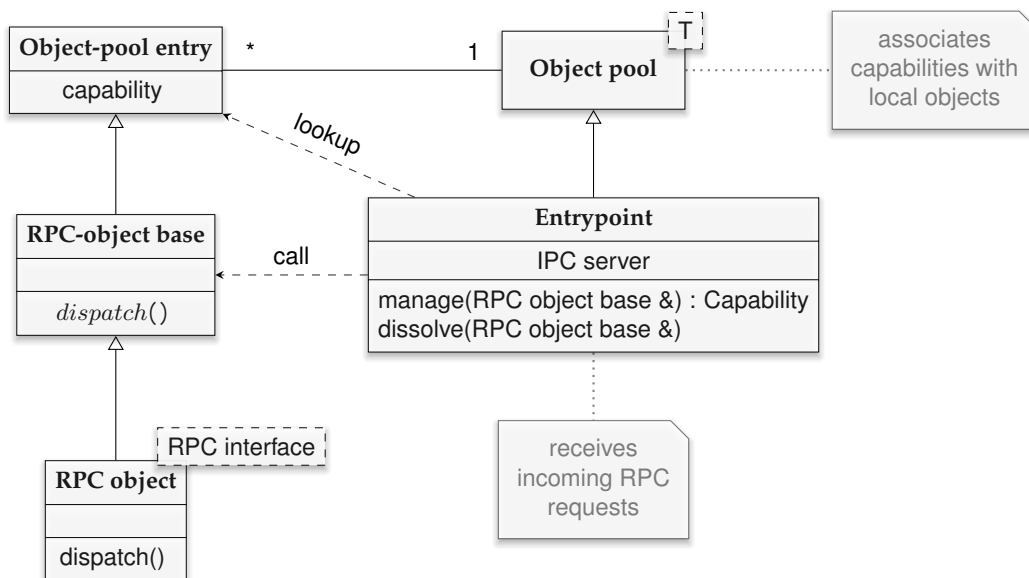 Object-pool entry
capability
*
1
T
Object pool
associates
capabilities with
local objects
lookup
RPC-object base
dispatch()
call
Entrypoint
IPC server
manage(RPC object base &) : Capability
dissolve(RPC object base &)
RPC interface
RPC object
dispatch()
receives
incoming RPC
requests